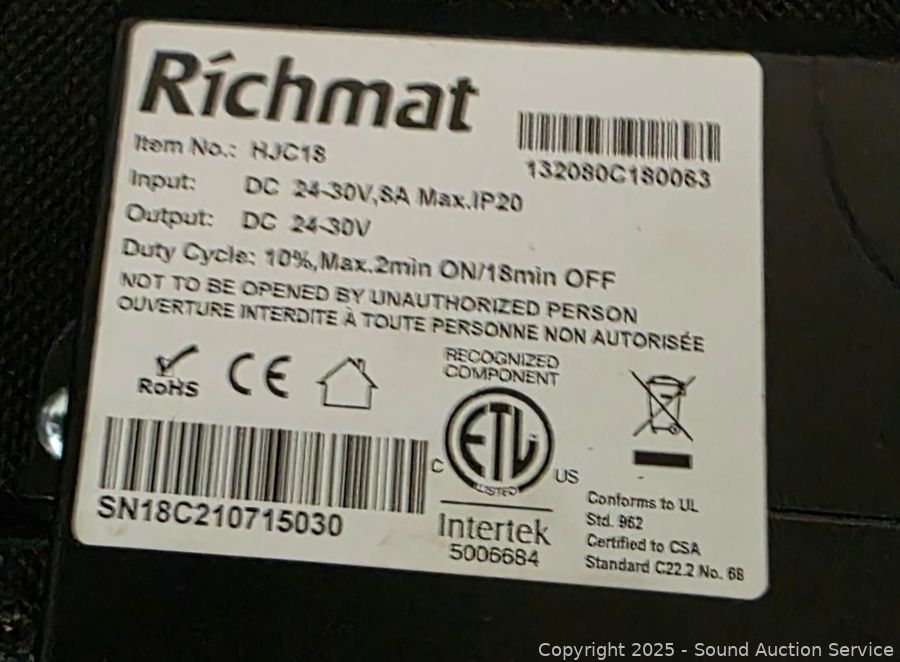 Richmat
132080C180063
Item No.: HJC18
Input: DC 24-30V,8A Max.IP20
Output: DC 24-30V
Duty Cycle: 10%,Max.2min ON/18min OFF
NOT TO BE OPENED BY UNAUTHORIZED PERSON
OUVERTURE INTERDITE À TOUTE PERSONNE NON AUTORISÉE
RoHS
CE
RECOGNIZED
COMPONENT
C ETL US
LISTED
Intertek
5006684
SN18C210715030
Conforms to UL
Std. 962
Certified to CSA
Standard C22.2 No. 68
Copyright 2025 - Sound Auction Service